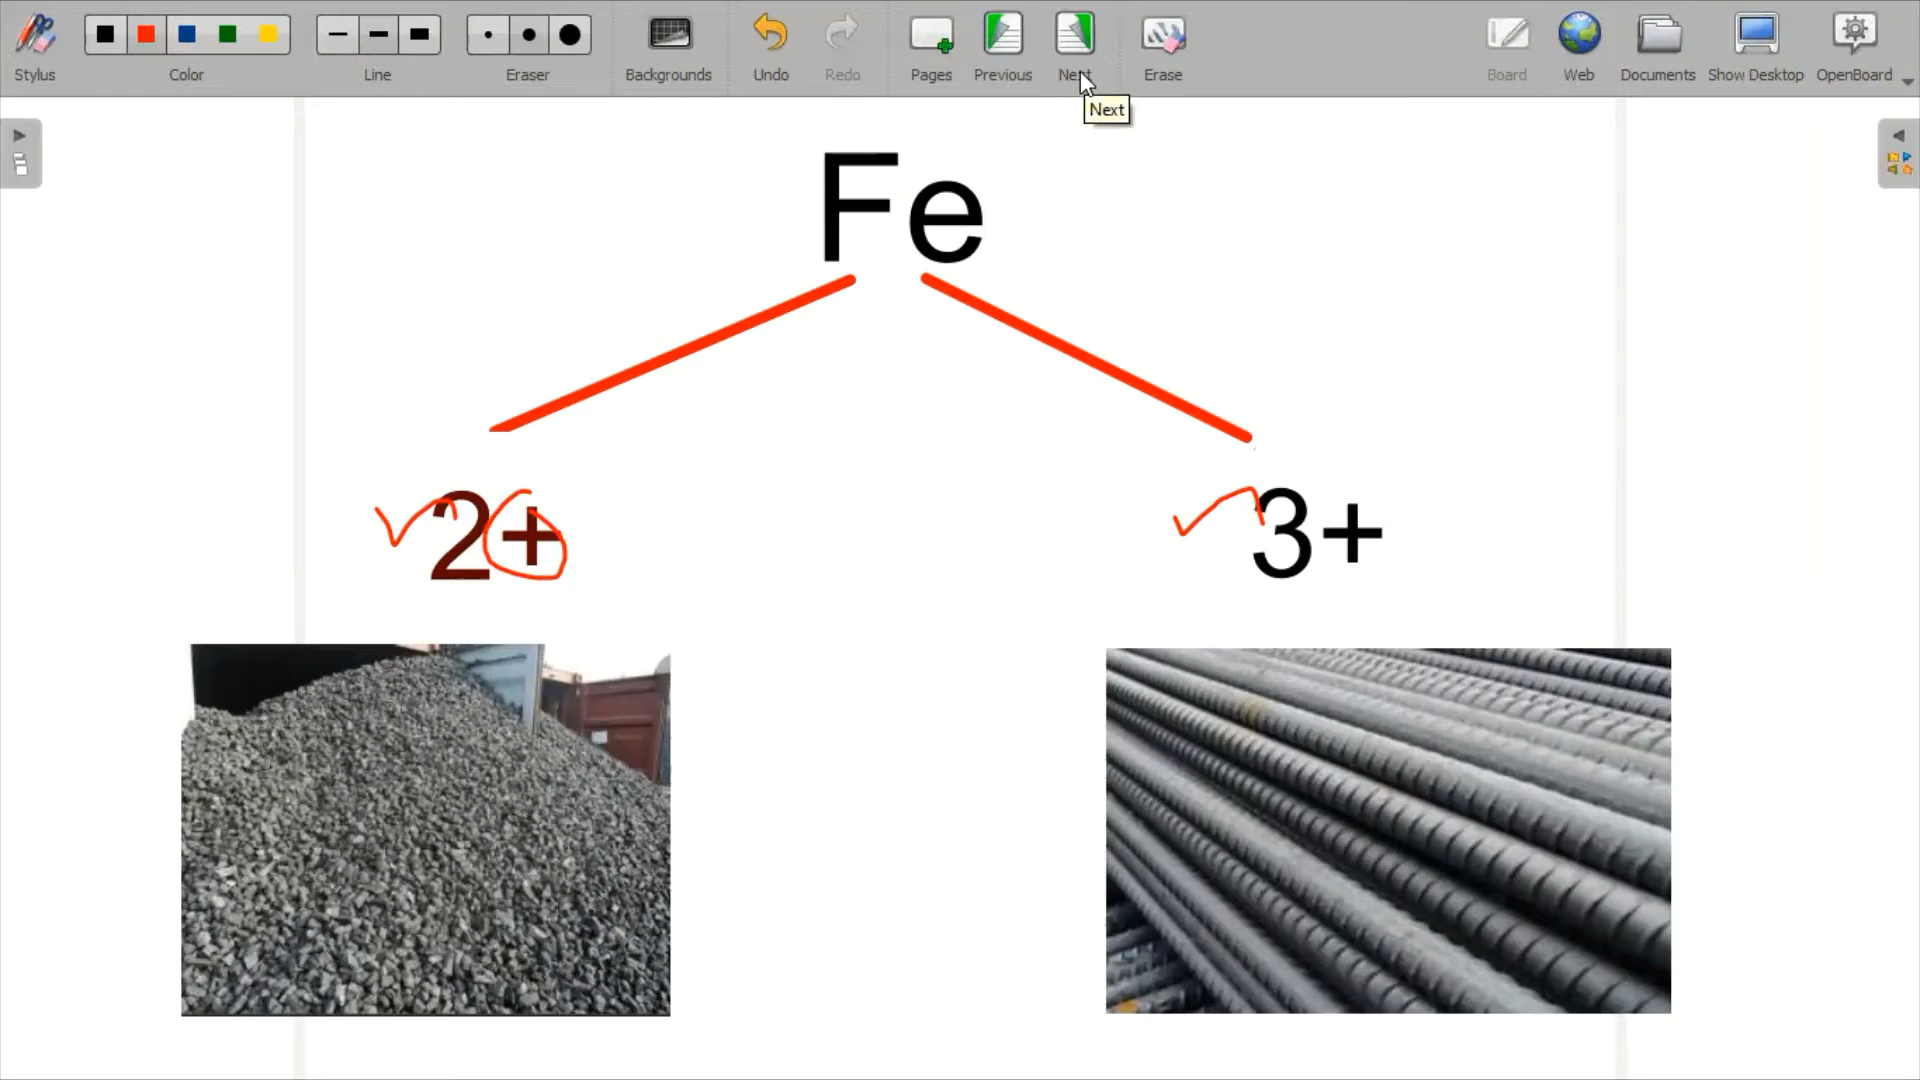 Stylus
Color
Line
Eraser
Backgrounds
Undo
Redo
Pages
Previous
Next
Erase
Board
Web
Documents
Show Desktop
OpenBoard
Next
Fe
2+
3+